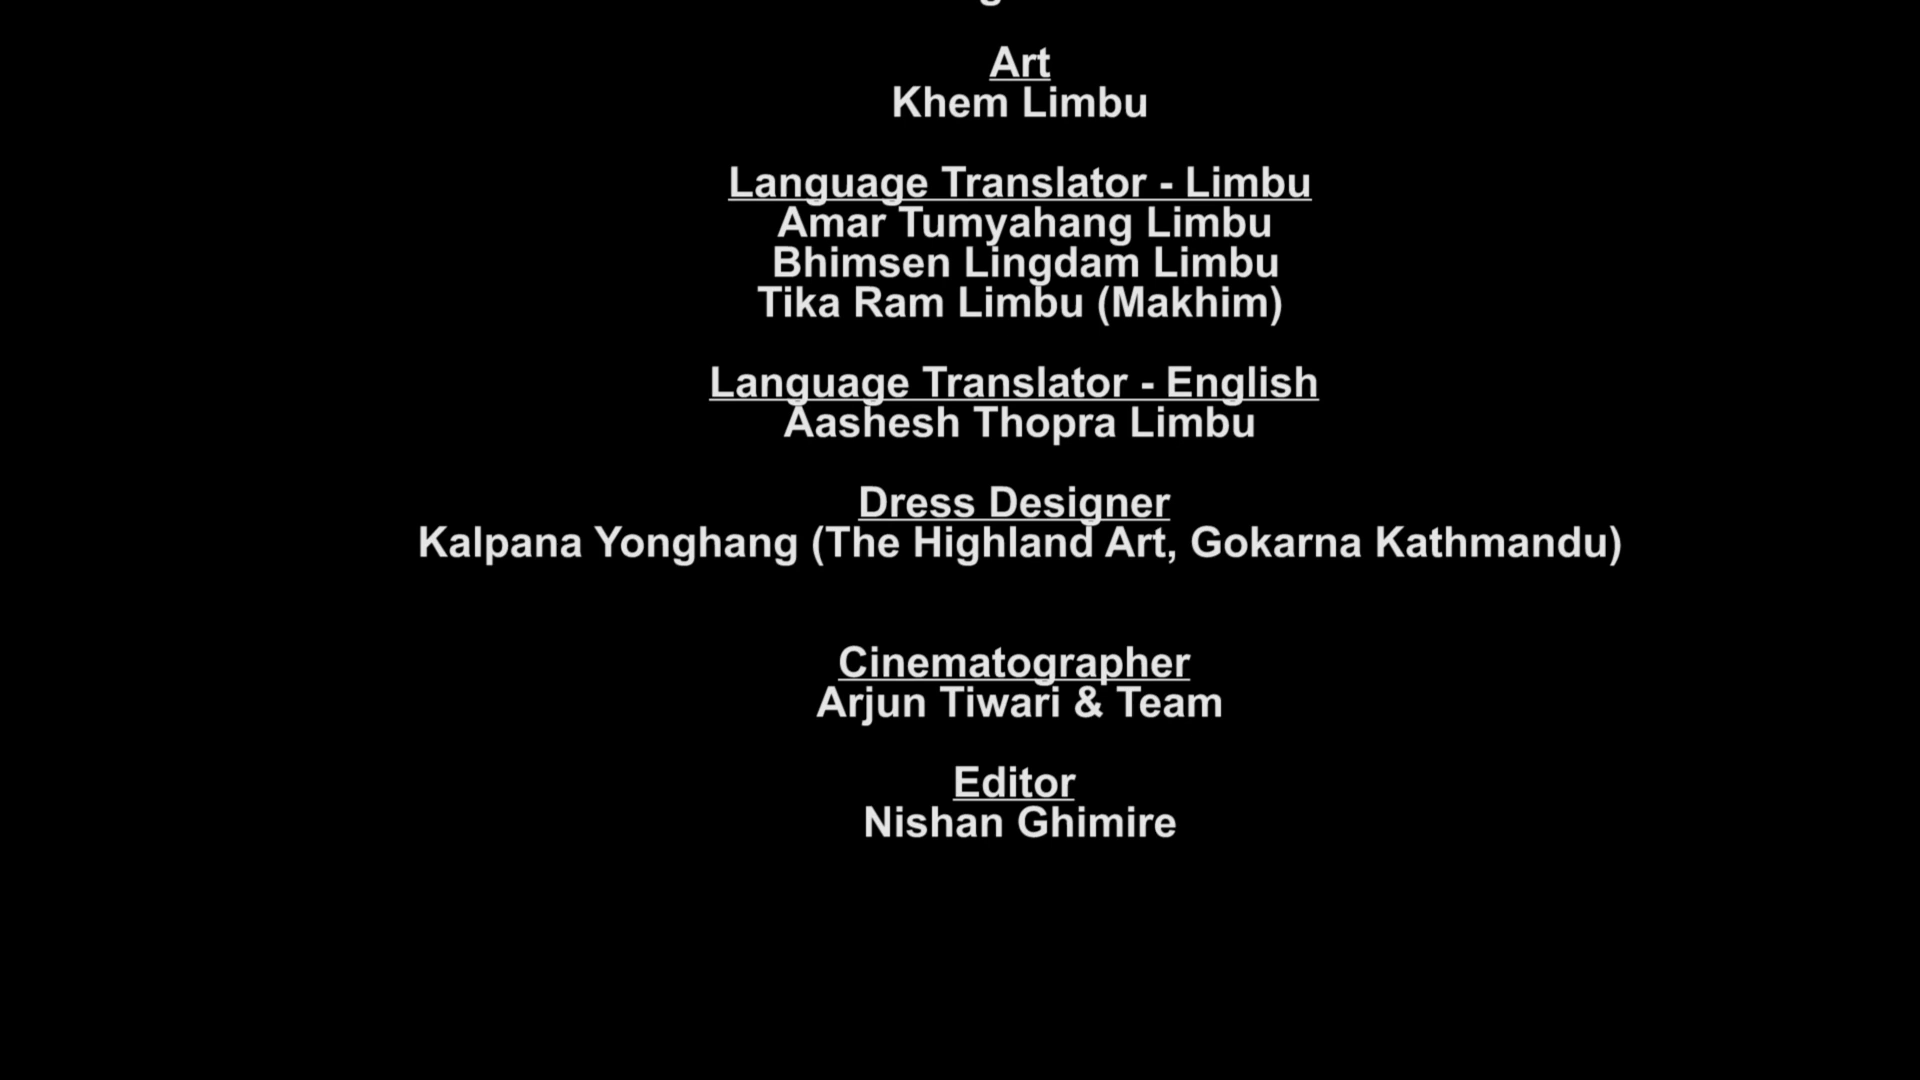 Art
Khem Limbu
Language Translator - Limbu
Amar Tumyahang Limbu
Bhimsen Lingdam Limbu
Tika Ram Limbu (Makhim)
Language Translator - English
Aashesh Thopra Limbu
Dress Designer
Kalpana Yonghang (The Highland Art, Gokarna Kathmandu)
Cinematographer
Arjun Tiwari & Team
Editor
Nishan Ghimire